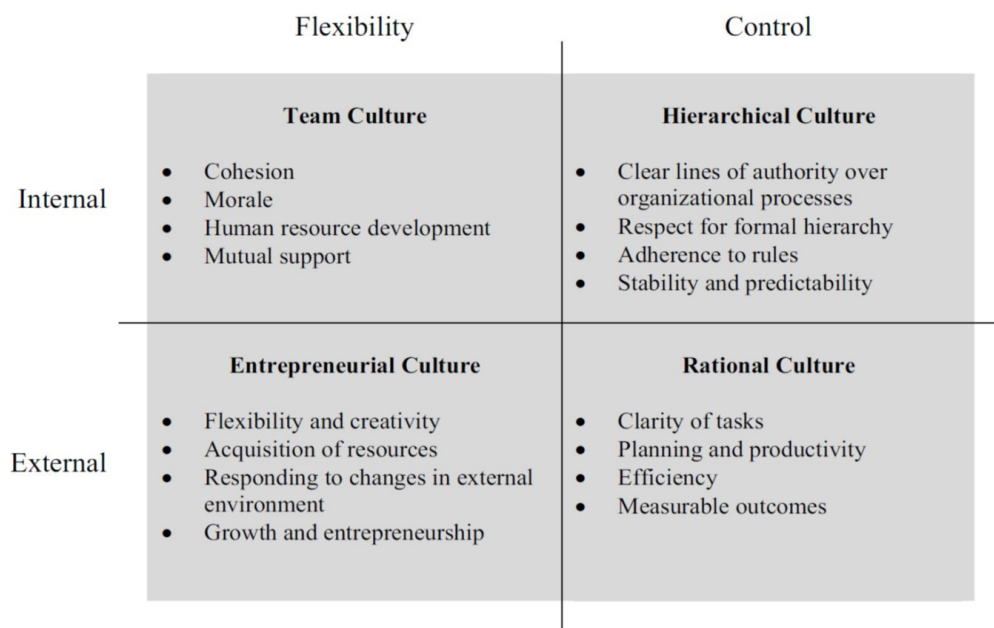 Flexibility
Control
Internal
Team Culture
• Cohesion
• Morale
• Human resource development
• Mutual support
Hierarchical Culture
• Clear lines of authority over
organizational processes
• Respect for formal hierarchy
• Adherence to rules
• Stability and predictability
External
Entrepreneurial Culture
• Flexibility and creativity
• Acquisition of resources
• Responding to changes in external
environment
• Growth and entrepreneurship
Rational Culture
• Clarity of tasks
• Planning and productivity
• Efficiency
• Measurable outcomes